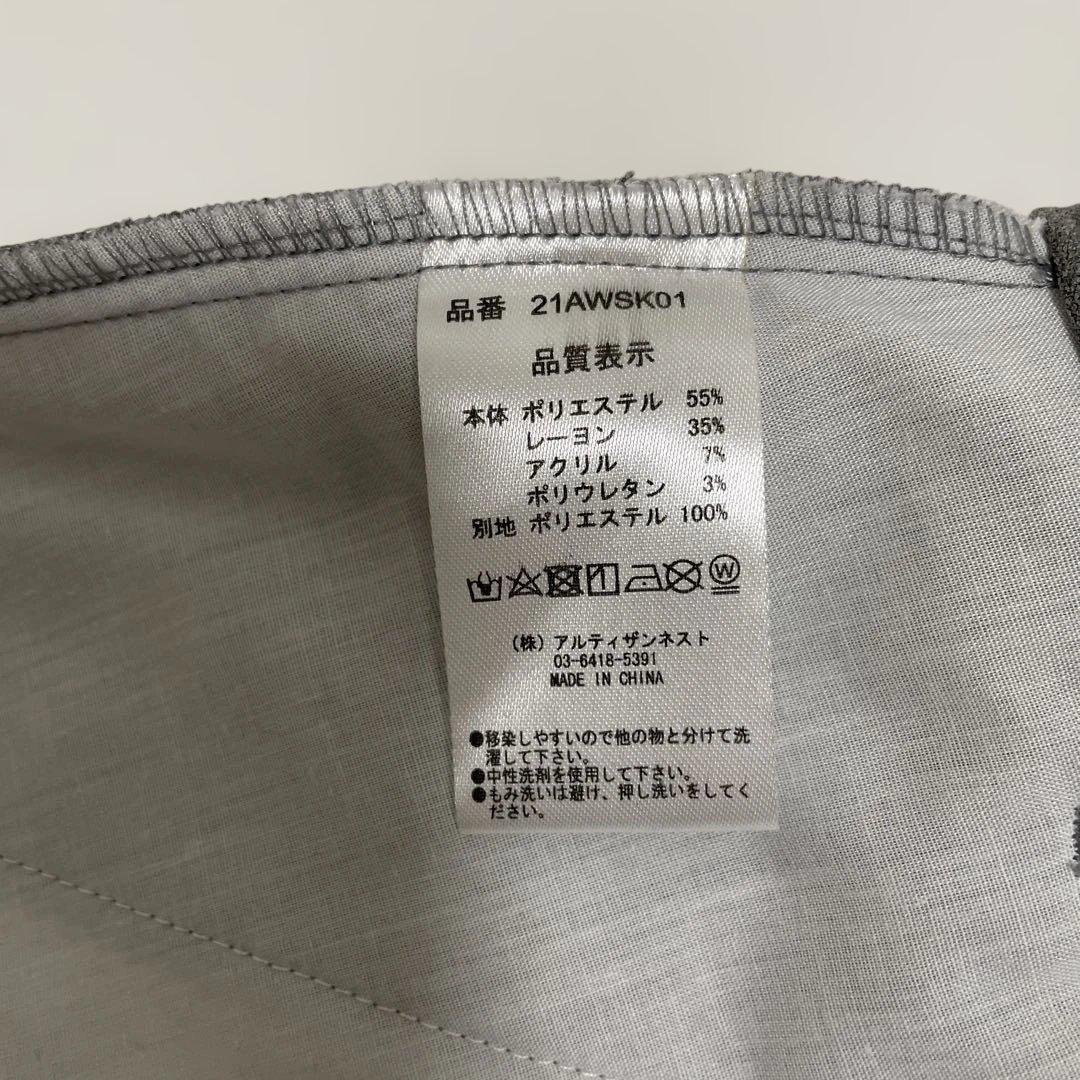 品番 21AWSK01
品質表示
本体 ポリエステル 55%
レーヨン 35%
アクリル 7%
ポリウレタン 3%
別地 ポリエステル 100%
W
(株) アルティザンネスト
03-6418-5391
MADE IN CHINA
●移染しやすいので他の物と分けて洗
濯して下さい。
●中性洗剤を使用して下さい。
●もみ洗いは避け、押し洗いをしてく
ださい。